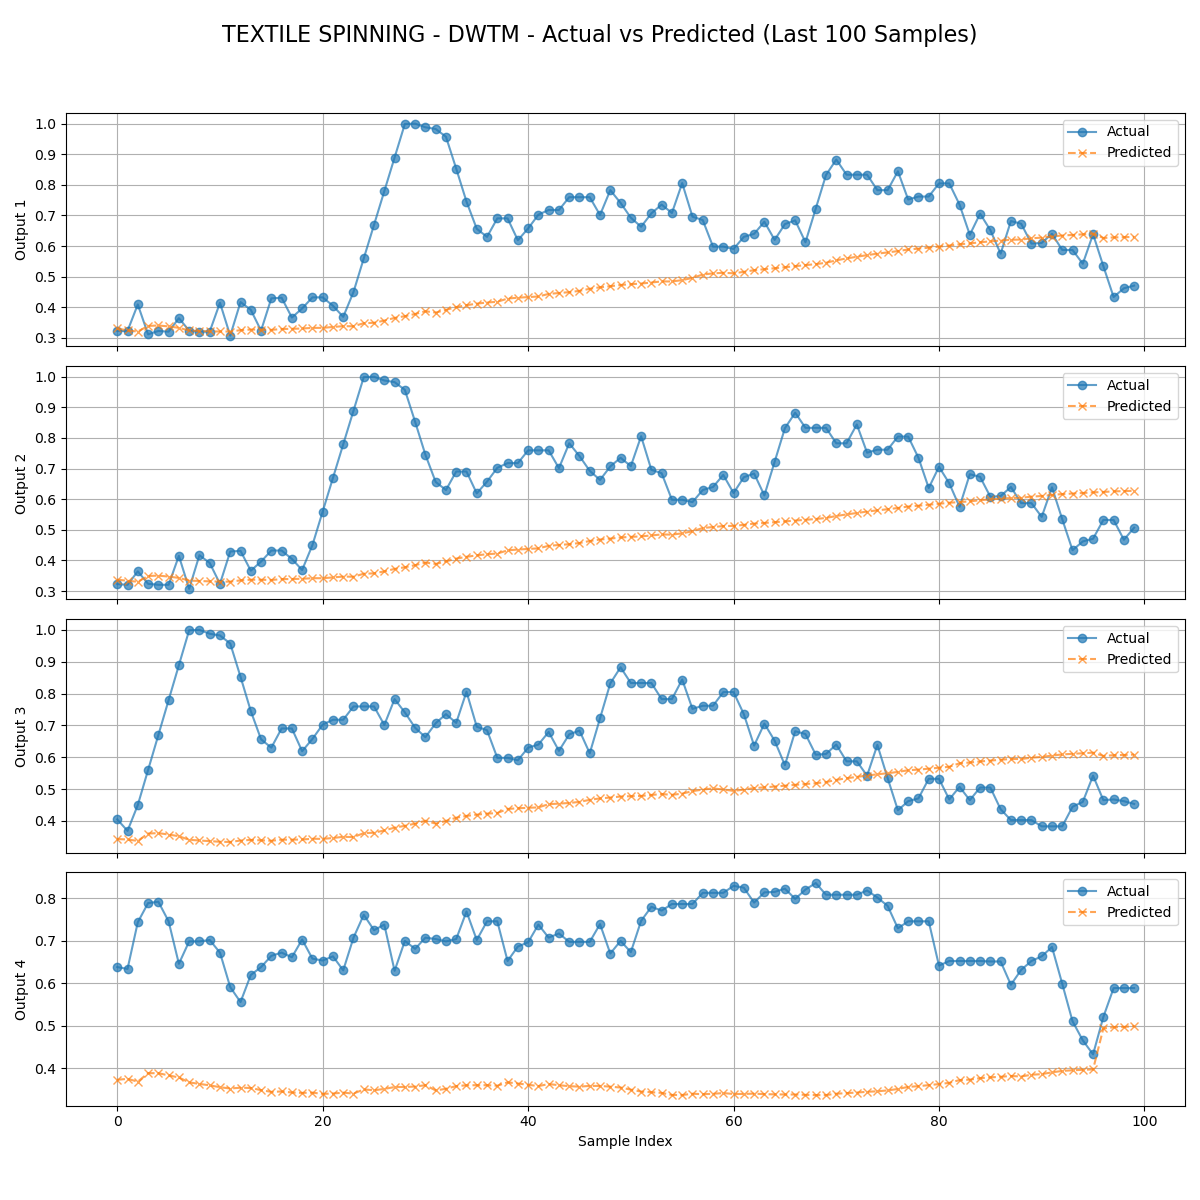 TEXTILE SPINNING - DWTM - Actual vs Predicted (Last 100 Samples)
1.0
0.9
0.8
0.7
0.6
0.5
0.4
0.3
Output 1
Actual
Predicted
1.0
0.9
0.8
0.7
0.6
0.5
0.4
0.3
Output 2
Actual
Predicted
1.0
0.9
0.8
0.7
0.6
0.5
0.4
Output 3
Actual
Predicted
0.8
0.7
0.6
0.5
0.4
Output 4
Actual
Predicted
0 20 40 60 80 100
Sample Index